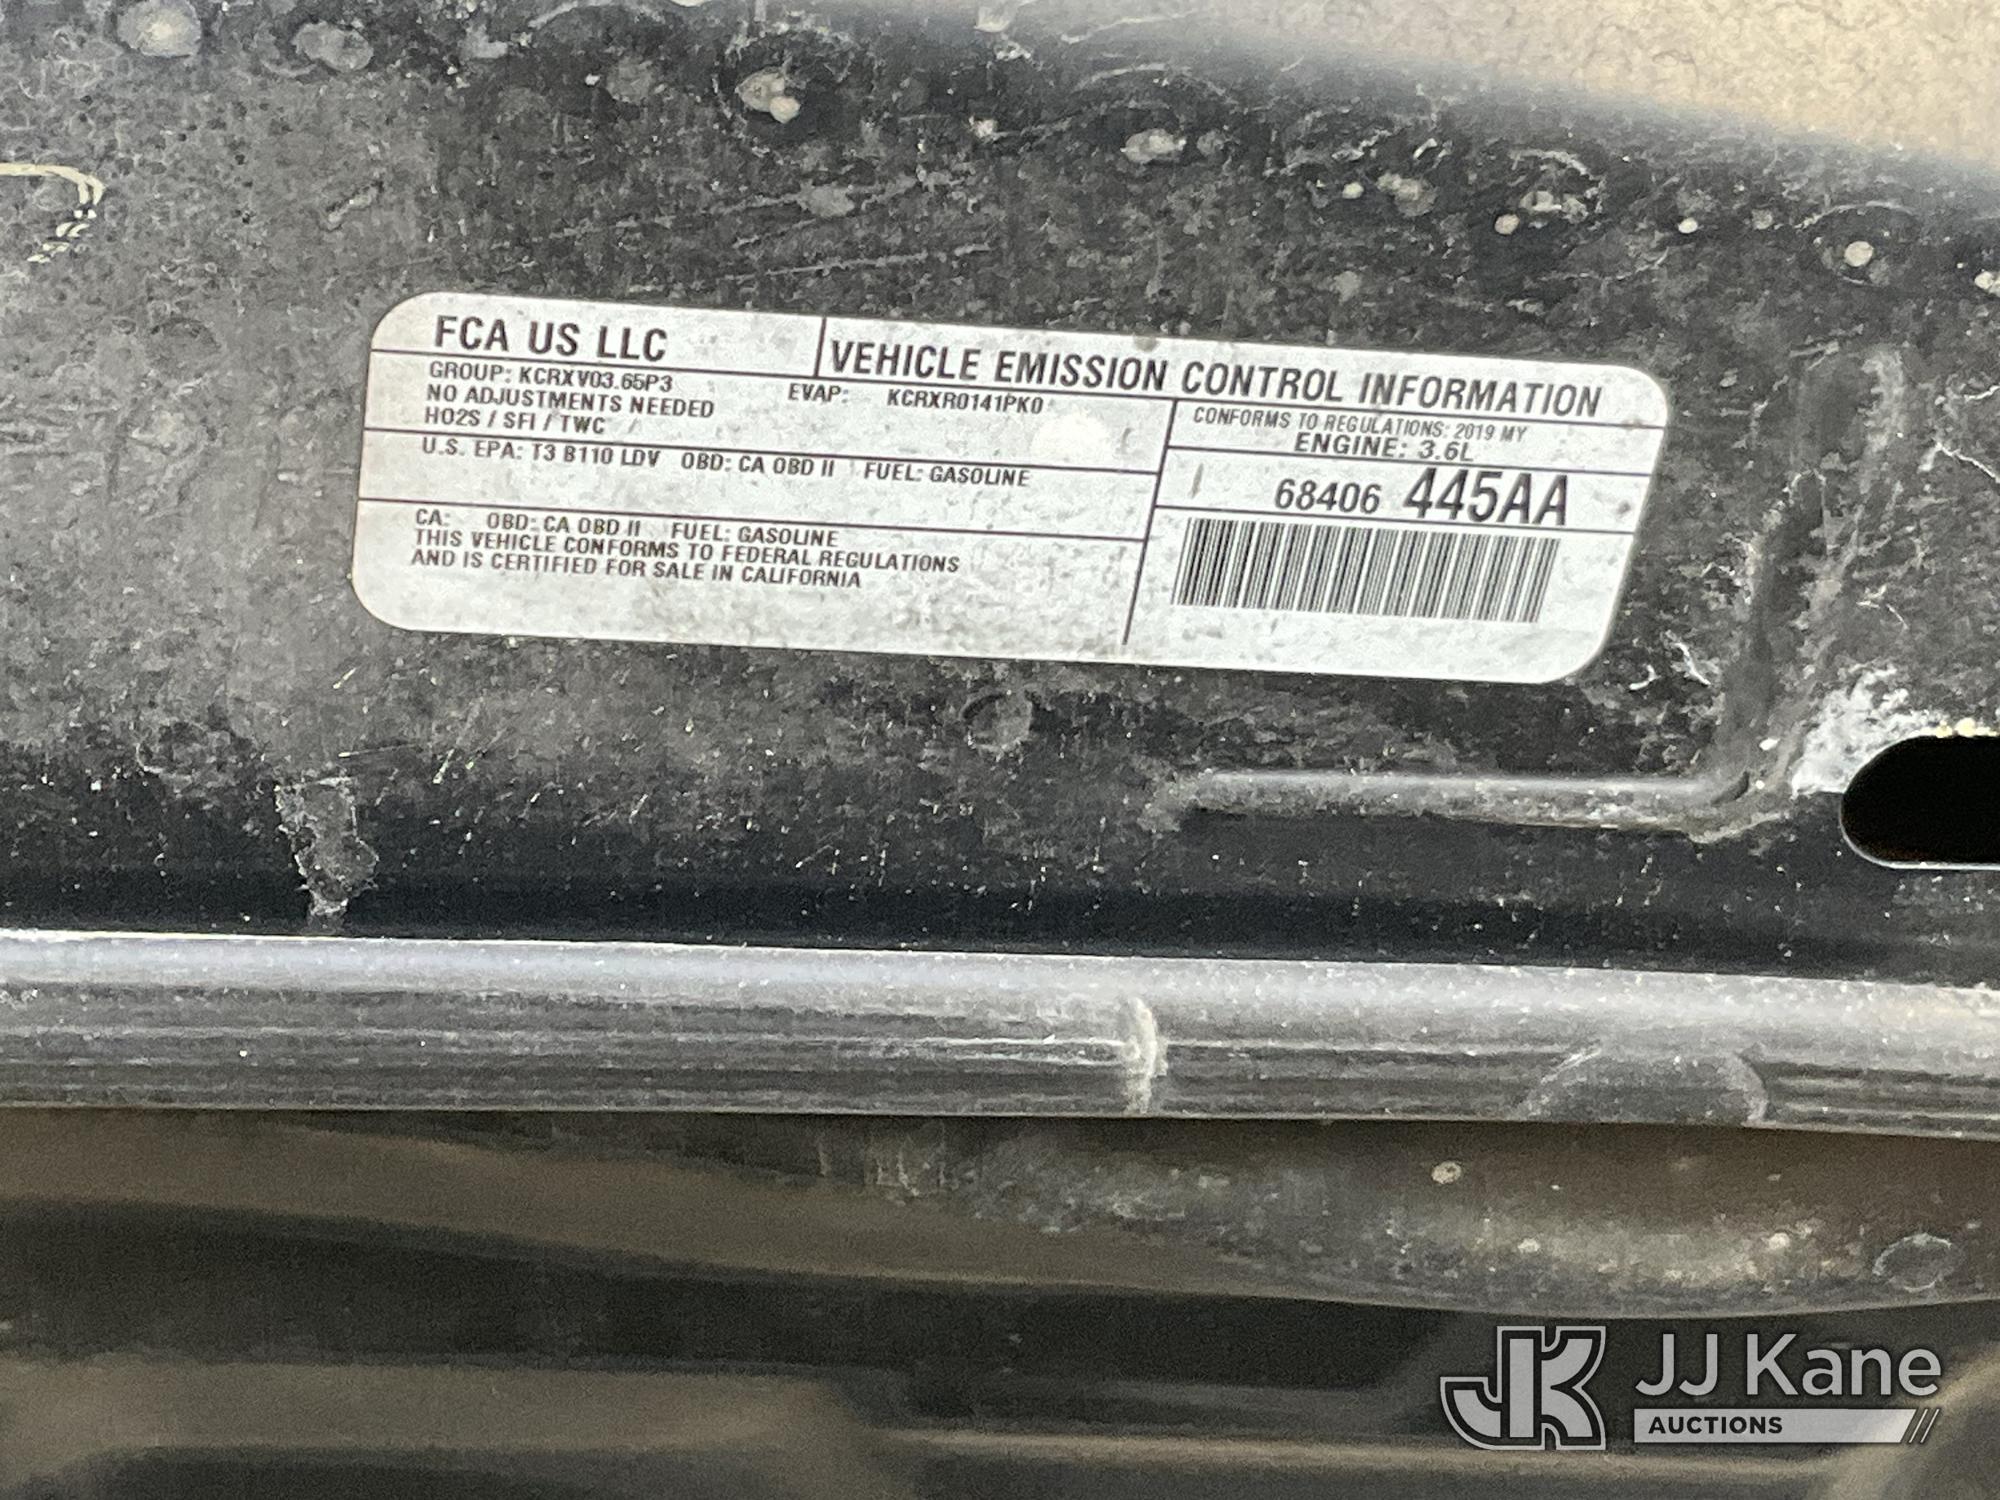 FCA US LLC
VEHICLE EMISSION CONTROL INFORMATION
GROUP: KCRXV03.65P3
EVAP: KCRXR0141PK0
NO ADJUSTMENTS NEEDED
HO2S / SFI / TWC
CONFORMS TO REGULATIONS: 2019 MY
ENGINE: 3.6L
U.S. EPA: T3 B110 LDV OBD: CA OBD II FUEL: GASOLINE
68406 445AA
CA: OBD: CA OBD II FUEL: GASOLINE
THIS VEHICLE CONFORMS TO FEDERAL REGULATIONS
AND IS CERTIFIED FOR SALE IN CALIFORNIA
JK JJ Kane
AUCTIONS